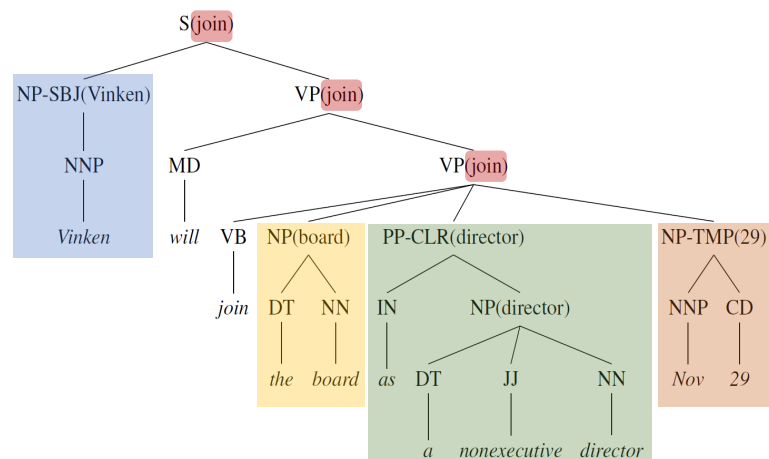 S(join)
NP-SBJ(Vinken) VP(join)
NNP MD VP(join)
Vinken will VB NP(board) PP-CLR(director) NP-TMP(29)
join DT NN IN NP(director) NNP CD
the board as DT JJ NN Nov 29
a nonexecutive director